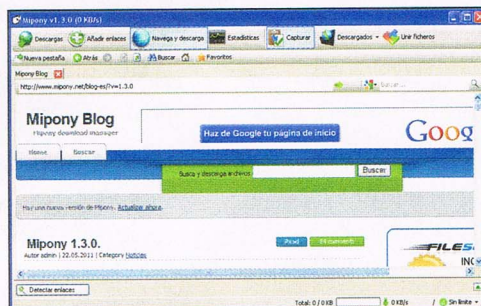 Mipony v1.3.0 (0 KB/s)
Descargas Añadir enlaces Navega y descarga Estadísticas Capturar Descargados Unir ficheros
Nueva pestaña Atrás Buscar Favoritos
Mipony Blog
http://www.mipony.net/blog-es/?v=1.3.0
Mipony Blog
Mipony download manager
Haz de Google tu página de inicio
Goog
Home Buscar
Busca y descarga archivos Buscar
Hay una nueva versión de Mipony. Actualiza ahora.
Mipony 1.3.0.
Autor admin | 22.05.2011 | Category Noticias
FILES
INC
Detectar enlaces
Total: 0 / 0 KB 0 KB/s / Sin límite